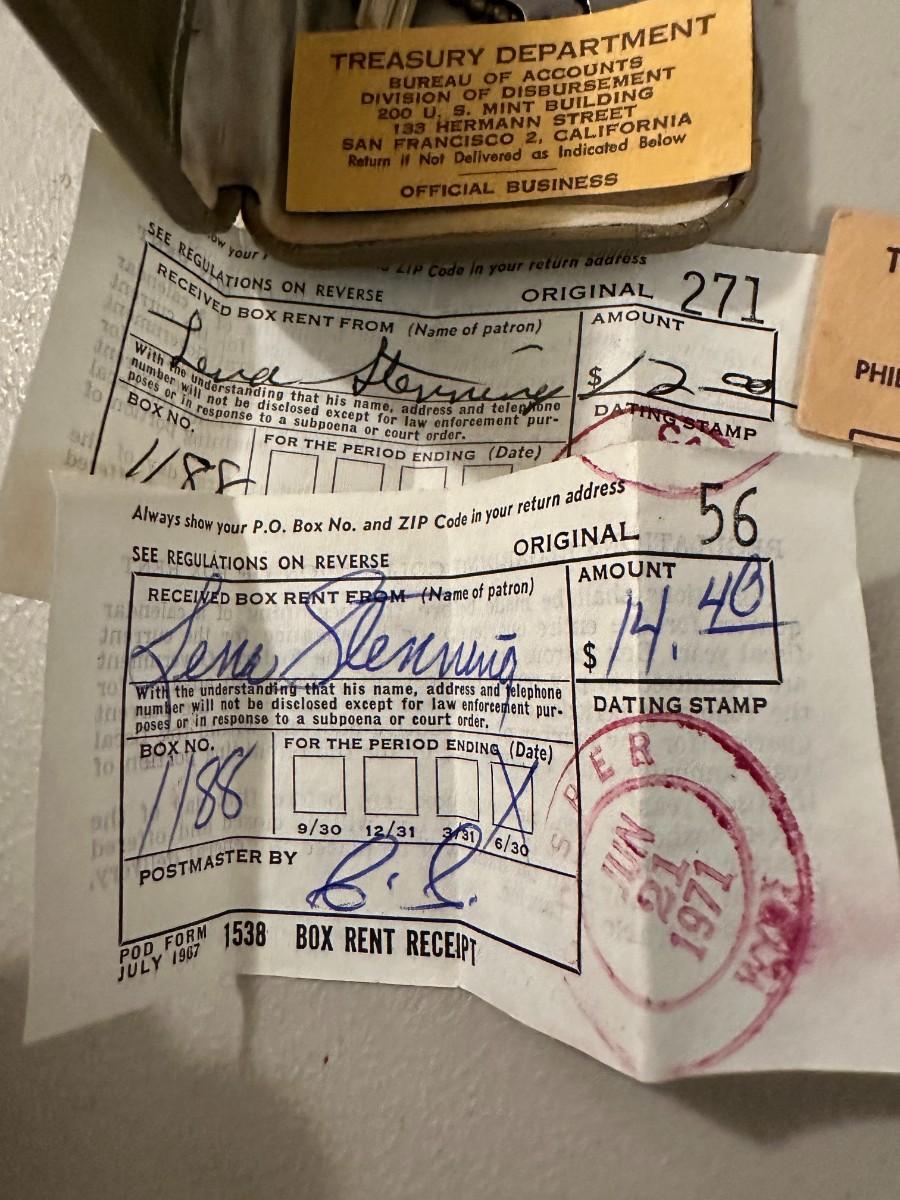 TREASURY DEPARTMENT
BUREAU OF ACCOUNTS
DIVISION OF DISBURSEMENT
200 U. S. MINT BUILDING
133 HERMANN STREET
SAN FRANCISCO 2, CALIFORNIA
Return if Not Delivered as Indicated Below
OFFICIAL BUSINESS
PHIL
ow your ZIP Code in your return address
SEE REGULATIONS ON REVERSE
ORIGINAL 271
RECEIVED BOX RENT FROM (Name of patron)
AMOUNT
Lena Stenning
$12.00
With the understanding that his name, address and telephone
number will not be disclosed except for law enforcement pur-
poses or in response to a subpoena or court order.
DATING STAMP
BOX NO.
FOR THE PERIOD ENDING (Date)
1188
Always show your P.O. Box No. and ZIP Code in your return address
SEE REGULATIONS ON REVERSE
ORIGINAL 56
RECEIVED BOX RENT FROM (Name of patron)
AMOUNT
Lena Stenning
$14.40
With the understanding that his name, address and telephone
number will not be disclosed except for law enforcement pur-
poses or in response to a subpoena or court order.
DATING STAMP
BOX NO.
FOR THE PERIOD ENDING (Date)
1188
X
9/30 12/31 3/31 6/30
PER
JUN
21
1971
POSTMASTER BY
POD FORM 1538 BOX RENT RECEIPT
JULY 1967